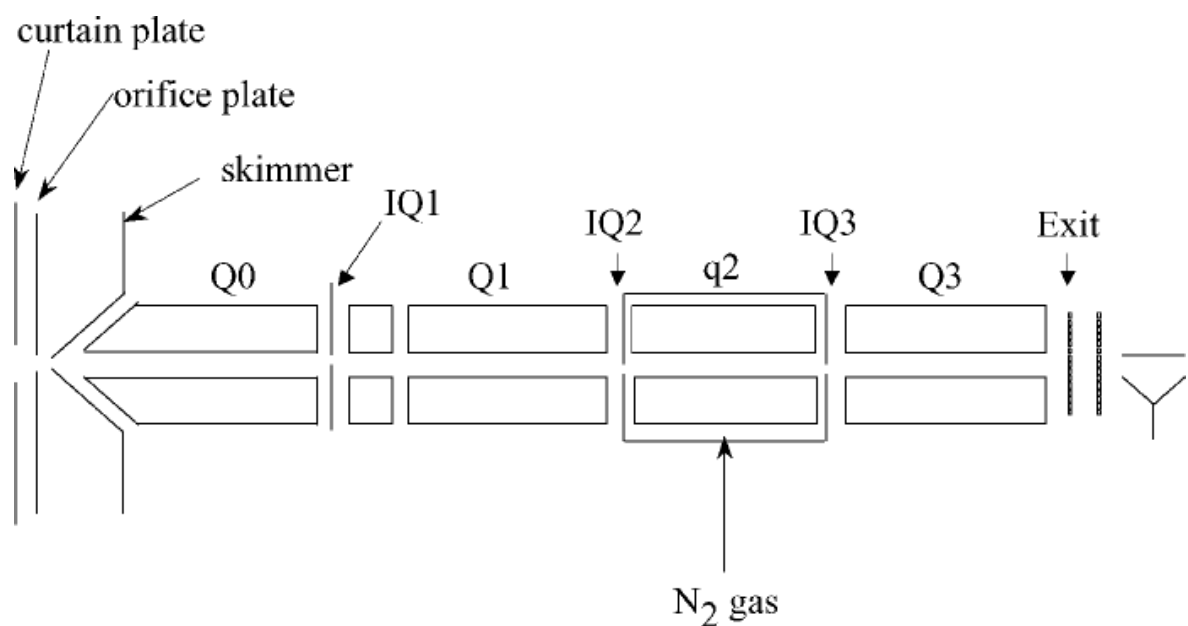 curtain plate
orifice plate
skimmer
IQ1
IQ2
IQ3
Exit
Q0
Q1
q2
Q3
N2 gas